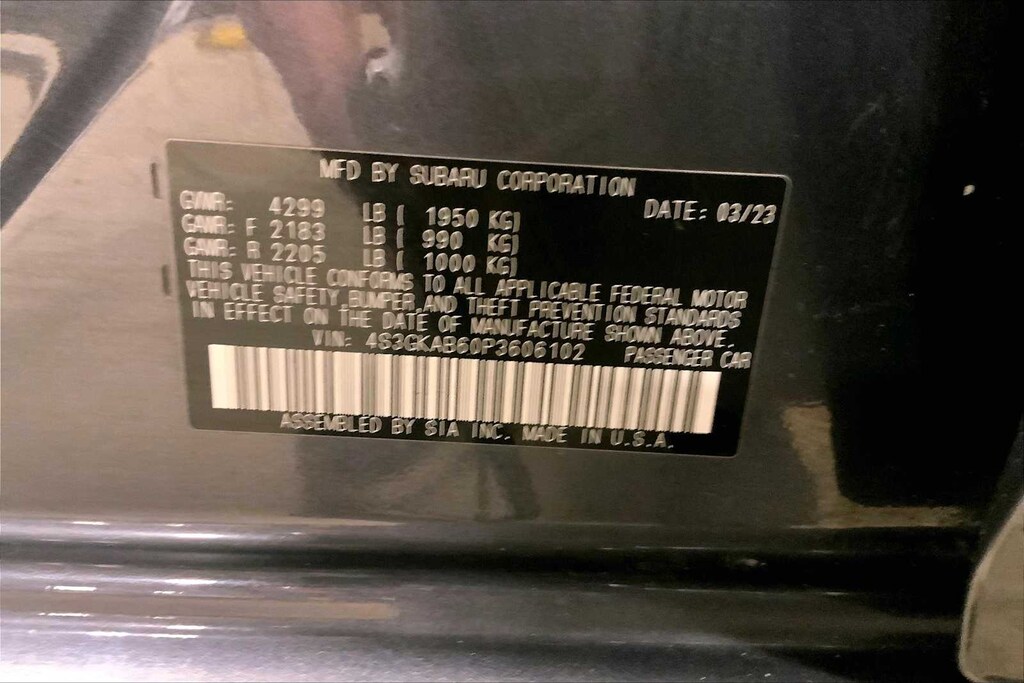 MFD BY SUBARU CORPORATION
GVWR: 4299 LB ( 1950 KG) DATE: 03/23
GAWR: F 2183 LB ( 990 KG)
GAWR: R 2205 LB ( 1000 KG)
THIS VEHICLE CONFORMS TO ALL APPLICABLE FEDERAL MOTOR
VEHICLE SAFETY,BUMPER,AND THEFT PREVENTION STANDARDS
IN EFFECT ON THE DATE OF MANUFACTURE SHOWN ABOVE.
VIN: 4S3GKAB60P3606102 PASSENGER CAR
ASSEMBLED BY SIA INC. MADE IN U.S.A.